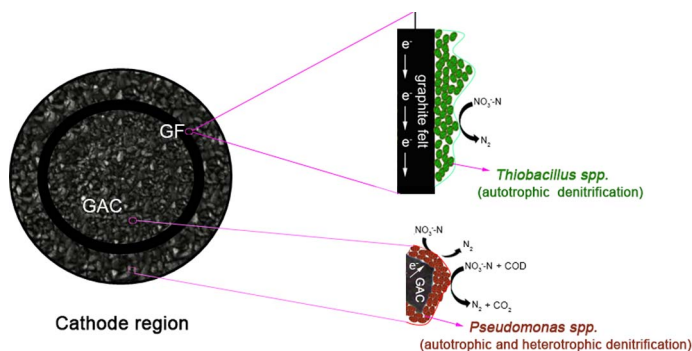 GF
GAC
Cathode region
e⁻
e⁻
e⁻
e⁻
graphite felt
NO₃⁻-N
N₂
Thiobacillus spp.
(autotrophic denitrification)
NO₃⁻-N
N₂
e⁻
GAC
NO₃⁻-N + COD
N₂ + CO₂
Pseudomonas spp.
(autotrophic and heterotrophic denitrification)